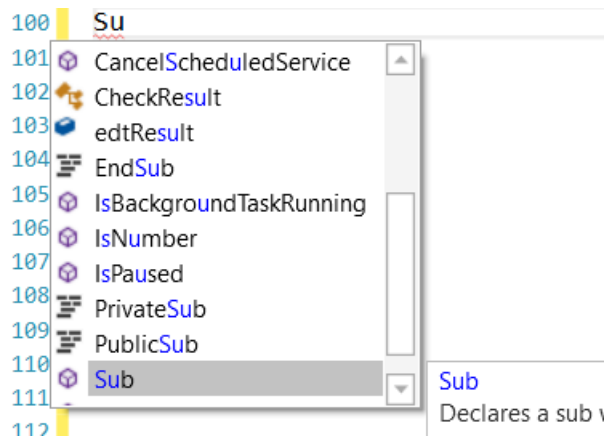 100 Su
101 CancelScheduledService
102 CheckResult
103 edtResult
104 EndSub
105 IsBackgroundTaskRunning
106 IsNumber
107 IsPaused
108 PrivateSub
109 PublicSub
110 Sub
111 Sub
112 Declares a sub